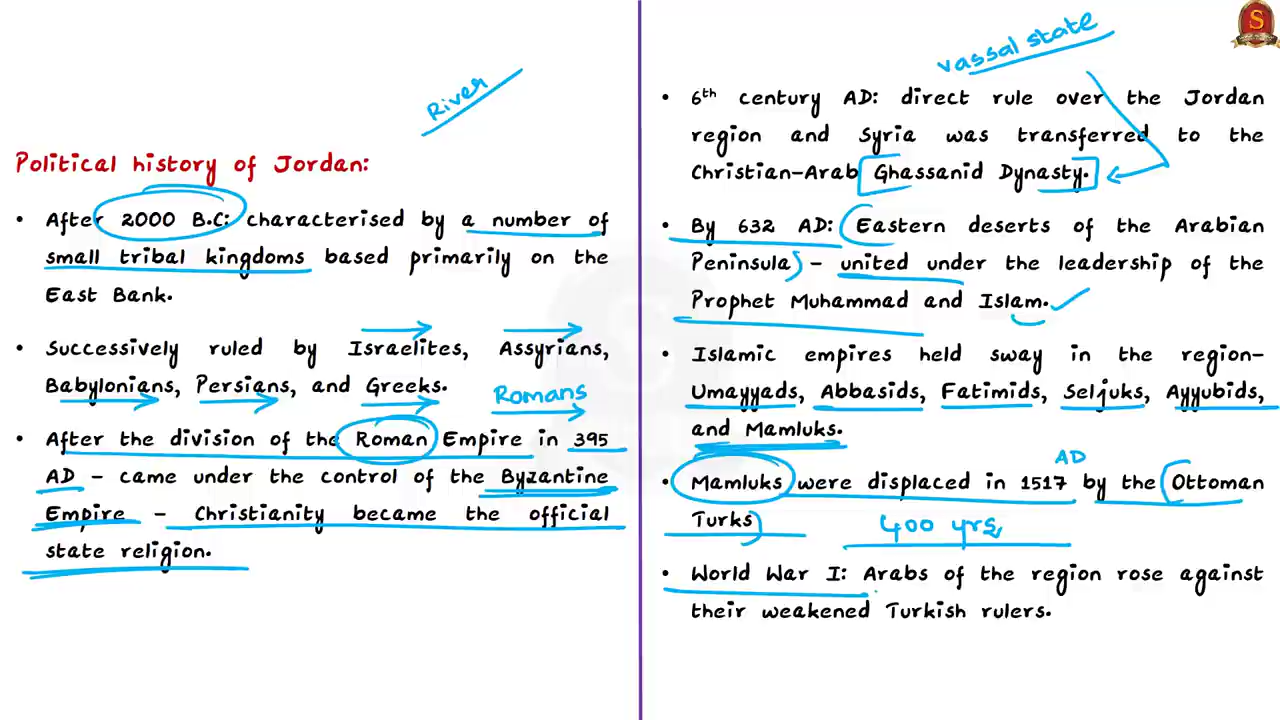 River
Political history of Jordan:
• After 2000 B.C: characterised by a number of
small tribal kingdoms based primarily on the
East Bank.
• Successively ruled by Israelites, Assyrians,
Babylonians, Persians, and Greeks.
Romans
• After the division of the Roman Empire in 395
AD – came under the control of the Byzantine
Empire – Christianity became the official
state religion.
vassal state
• 6th century AD: direct rule over the Jordan
region and Syria was transferred to the
Christian-Arab Ghassanid Dynasty.
• By 632 AD: Eastern deserts of the Arabian
Peninsula – united under the leadership of the
Prophet Muhammad and Islam.
• Islamic empires held sway in the region-
Umayyads, Abbasids, Fatimids, Seljuks, Ayyubids,
and Mamluks.
AD
• Mamluks were displaced in 1517 by the Ottoman
Turks
400 yrs
• World War I: Arabs of the region rose against
their weakened Turkish rulers.
S